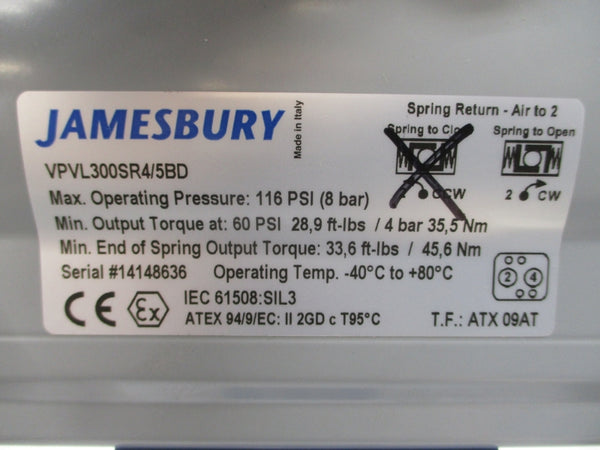 JAMESBURY
Made in Italy
Spring Return - Air to 2
Spring to Clo
Spring to Open
CCW
2 CW
VPVL300SR4/5BD
Max. Operating Pressure: 116 PSI (8 bar)
Min. Output Torque at: 60 PSI 28,9 ft-lbs / 4 bar 35,5 Nm
Min. End of Spring Output Torque: 33,6 ft-lbs / 45,6 Nm
Serial #14148636 Operating Temp. -40°C to +80°C
2 4
CE Ex
IEC 61508:SIL3
ATEX 94/9/EC: II 2GD c T95°C
T.F.: ATX 09AT